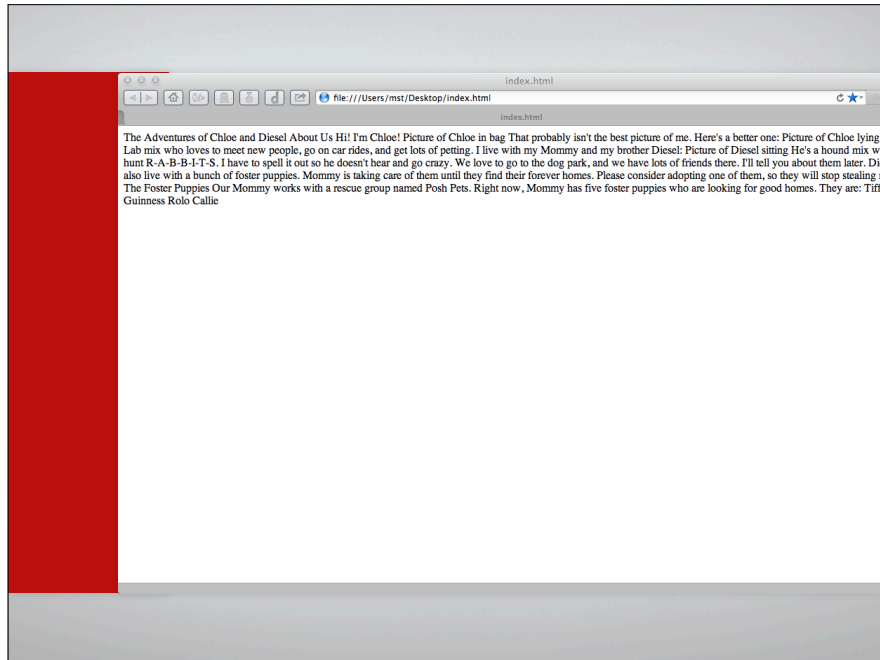 index.html
file:///Users/mst/Desktop/index.html
index.html
The Adventures of Chloe and Diesel About Us Hi! I'm Chloe! Picture of Chloe in bag That probably isn't the best picture of me. Here's a better one: Picture of Chloe lying
Lab mix who loves to meet new people, go on car rides, and get lots of petting. I live with my Mommy and my brother Diesel: Picture of Diesel sitting He's a hound mix
hunt R-A-B-B-I-T-S. I have to spell it out so he doesn't hear and go crazy. We love to go to the dog park, and we have lots of friends there. I'll tell you about them later.
also live with a bunch of foster puppies. Mommy is taking care of them until they find their forever homes. Please consider adopting one of them, so they will stop stealing
The Foster Puppies Our Mommy works with a rescue group named Posh Pets. Right now, Mommy has five foster puppies who are looking for good homes. They are:
Guinness Rolo Callie